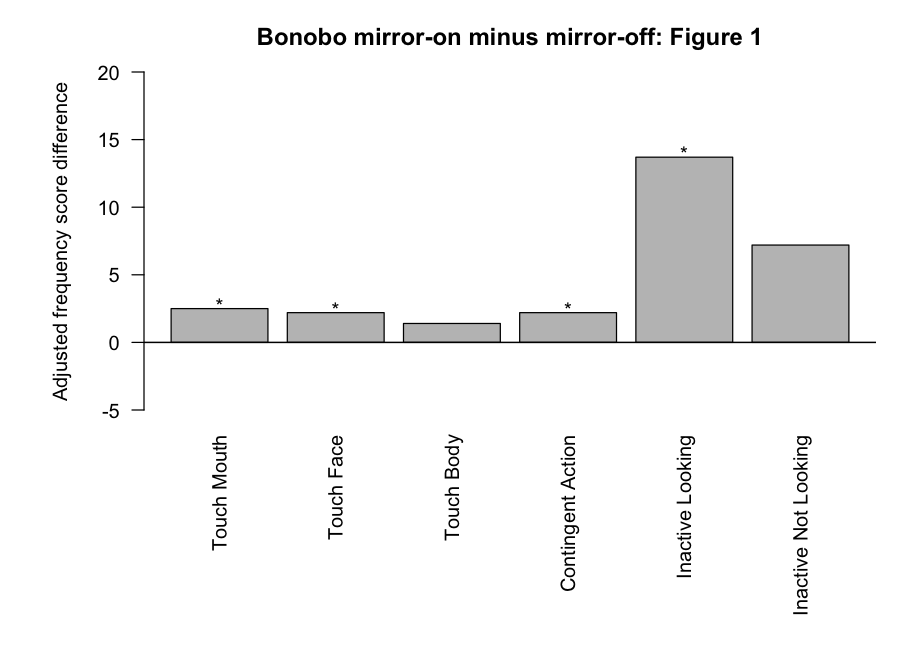 Bonobo mirror-on minus mirror-off: Figure 1
Adjusted frequency score difference
20
15
10
5
0
-5
*
*
*
*
Touch Mouth
Touch Face
Touch Body
Contingent Action
Inactive Looking
Inactive Not Looking